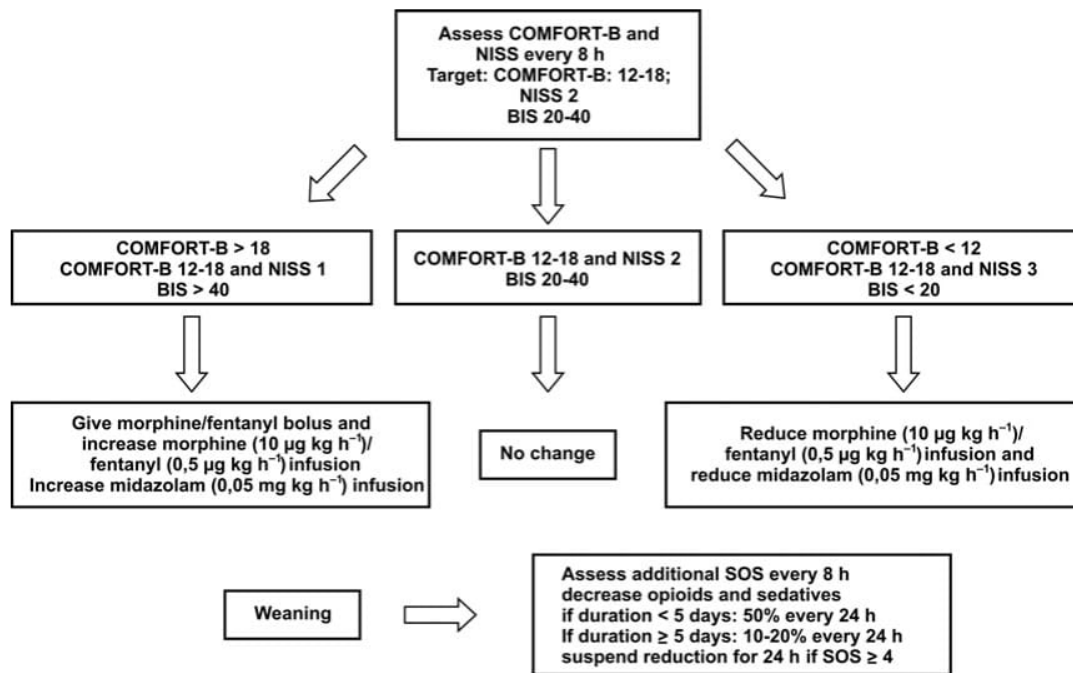 Assess COMFORT-B and
NISS every 8 h
Target: COMFORT-B: 12-18;
NISS 2
BIS 20-40
COMFORT-B > 18
COMFORT-B 12-18 and NISS 1
BIS > 40
COMFORT-B 12-18 and NISS 2
BIS 20-40
COMFORT-B < 12
COMFORT-B 12-18 and NISS 3
BIS < 20
Give morphine/fentanyl bolus and
increase morphine (10 µg kg h⁻¹)/
fentanyl (0,5 µg kg h⁻¹) infusion
Increase midazolam (0,05 mg kg h⁻¹) infusion
No change
Reduce morphine (10 µg kg h⁻¹)/
fentanyl (0,5 µg kg h⁻¹) infusion and
reduce midazolam (0,05 mg kg h⁻¹) infusion
Weaning
Assess additional SOS every 8 h
decrease opioids and sedatives
if duration < 5 days: 50% every 24 h
If duration ≥ 5 days: 10-20% every 24 h
suspend reduction for 24 h if SOS ≥ 4